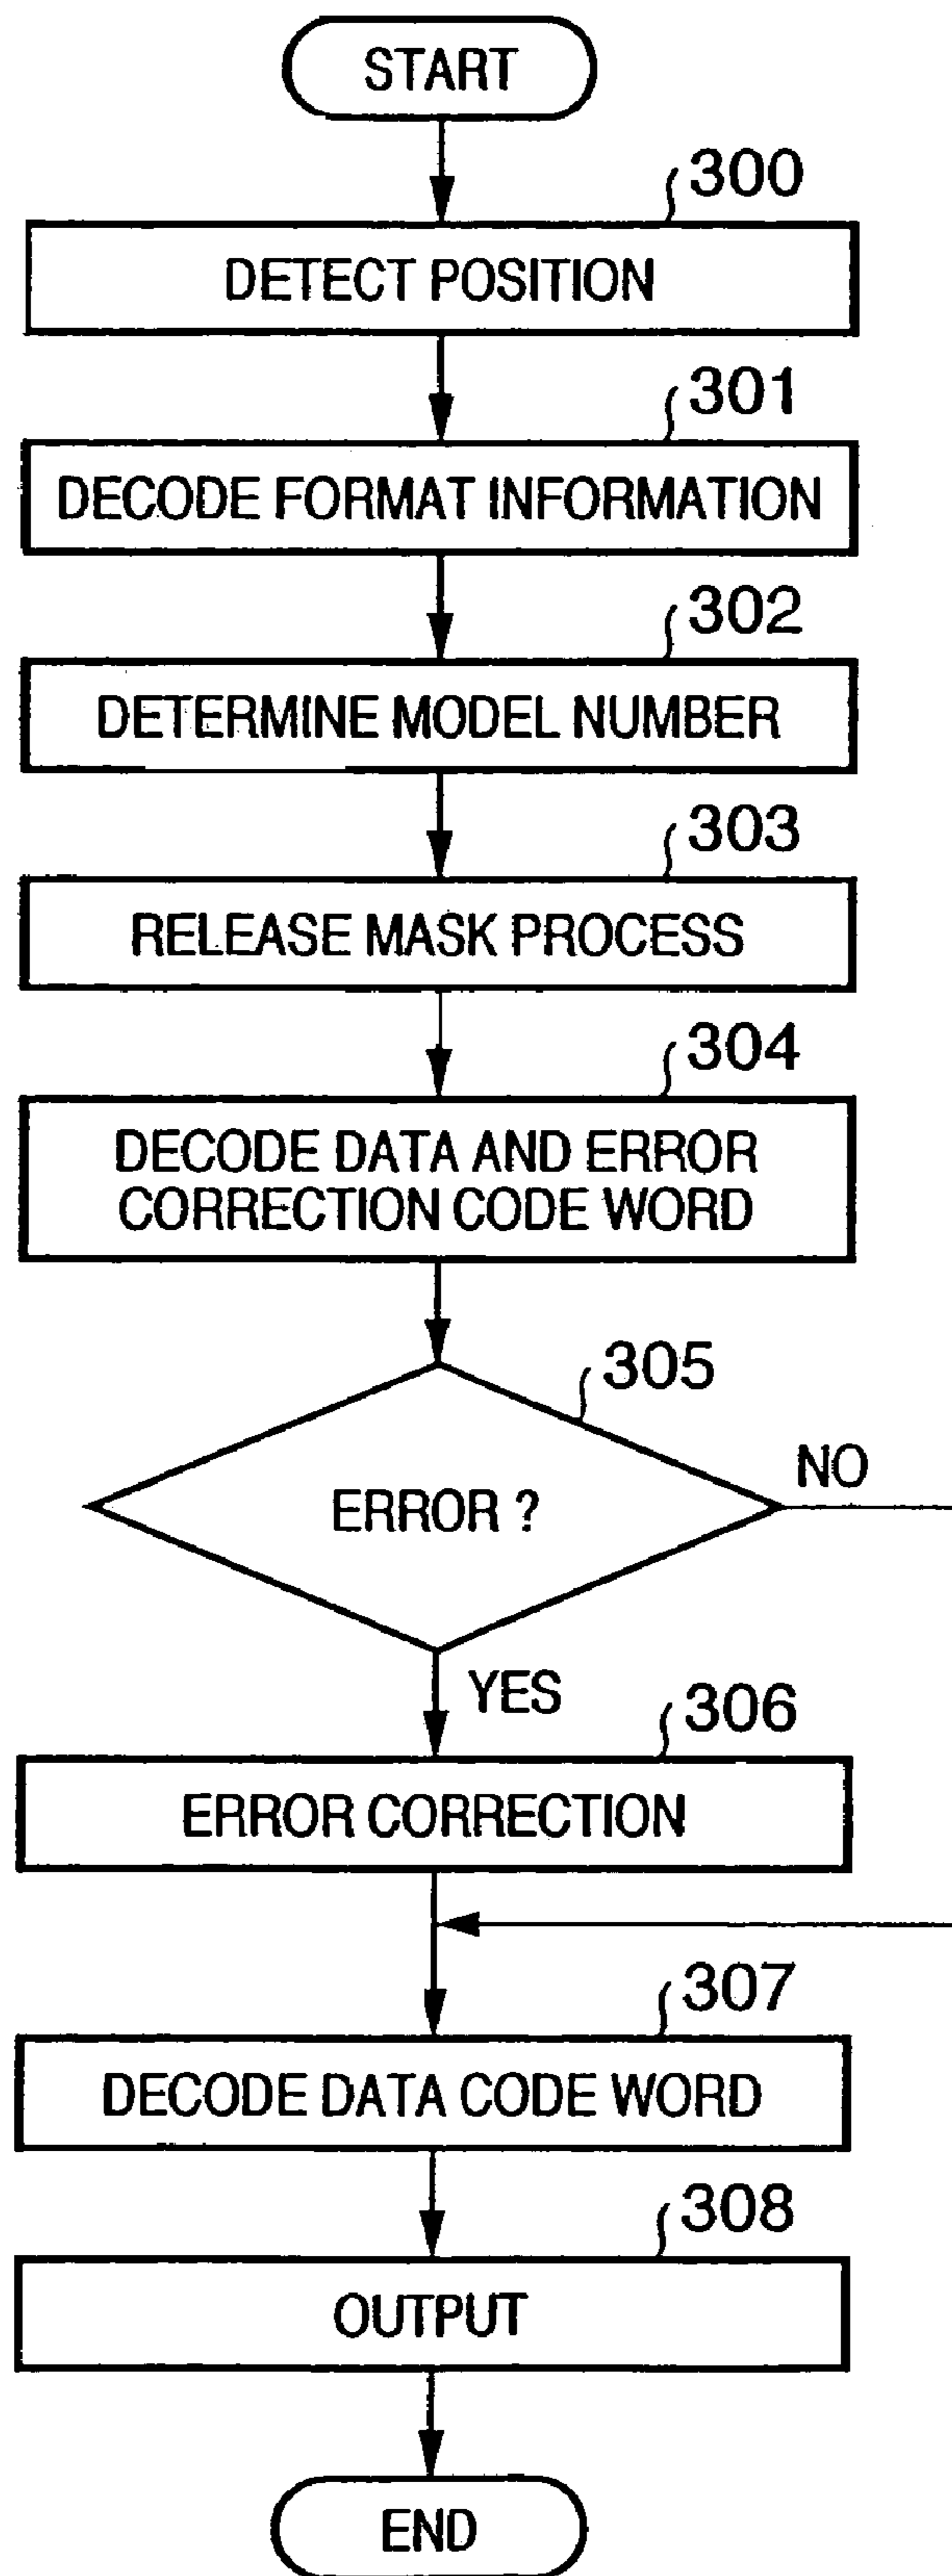 START
300
DETECT POSITION
301
DECODE FORMAT INFORMATION
302
DETERMINE MODEL NUMBER
303
RELEASE MASK PROCESS
304
DECODE DATA AND ERROR
CORRECTION CODE WORD
305
NO
ERROR ?
YES
306
ERROR CORRECTION
307
DECODE DATA CODE WORD
308
OUTPUT
END